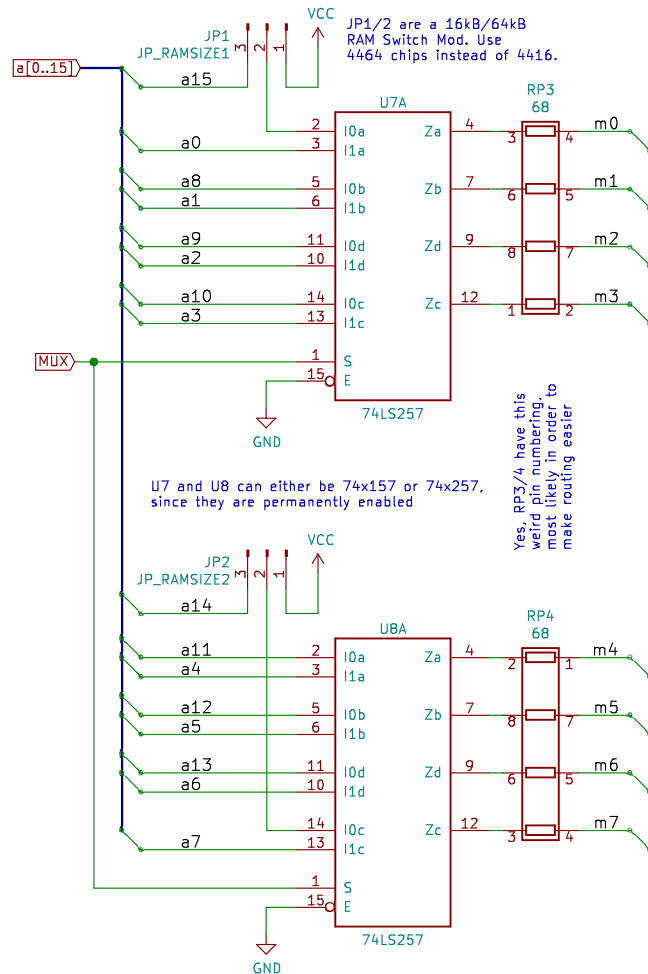 JP1
JP_RAMSIZE1
3
2
1
VCC
JP1/2 are a 16kB/64kB
RAM Switch Mod. Use
4464 chips instead of 4416.
a[0..15]
a15
U7A
RP3
68
2 I0a Za 4 3 4 m0
a0 3 I1a
a8 5 I0b Zb 7 6 5 m1
a1 6 I1b
a9 11 I0d Zd 9 8 7 m2
a2 10 I1d
a10 14 I0c Zc 12 1 2 m3
a3 13 I1c
MUX 1 S
15 E
74LS257
GND
Yes, RP3/4 have this
weird pin numbering,
most likely in order to
make routing easier
U7 and U8 can either be 74x157 or 74x257,
since they are permanently enabled
JP2
JP_RAMSIZE2
3
2
1
VCC
a14
U8A
RP4
68
a11 2 I0a Za 4 2 1 m4
a4 3 I1a
a12 5 I0b Zb 7 8 7 m5
a5 6 I1b
a13 11 I0d Zd 9 6 5 m6
a6 10 I1d
14 I0c Zc 12 3 4 m7
a7 13 I1c
1 S
15 E
74LS257
GND